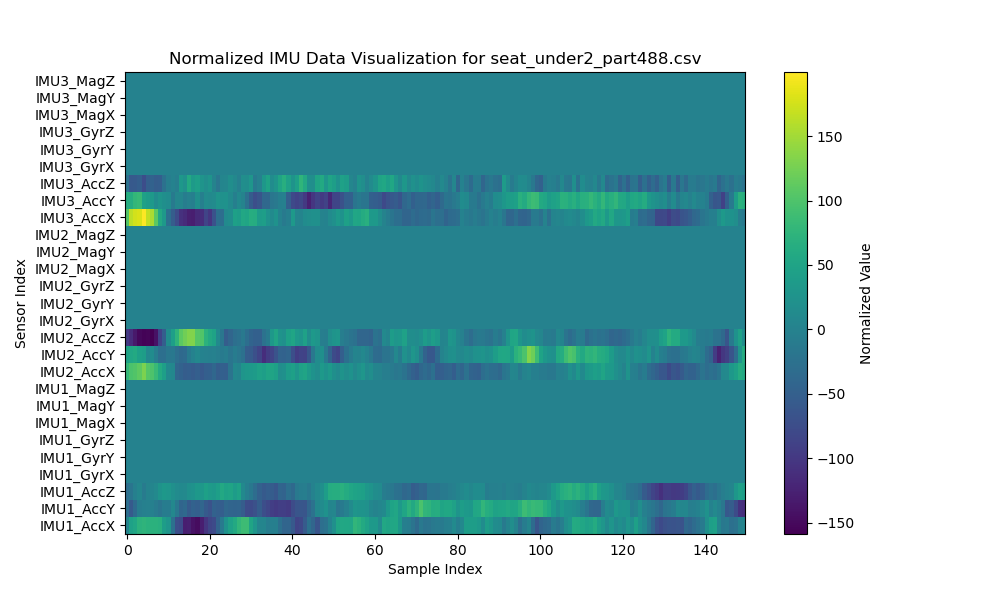 Normalized IMU Data Visualization for seat_under2_part488.csv
IMU3_MagZ
IMU3_MagY
IMU3_MagX
IMU3_GyrZ
IMU3_GyrY
IMU3_GyrX
IMU3_AccZ
IMU3_AccY
IMU3_AccX
IMU2_MagZ
IMU2_MagY
IMU2_MagX
IMU2_GyrZ
IMU2_GyrY
IMU2_GyrX
IMU2_AccZ
IMU2_AccY
IMU2_AccX
IMU1_MagZ
IMU1_MagY
IMU1_MagX
IMU1_GyrZ
IMU1_GyrY
IMU1_GyrX
IMU1_AccZ
IMU1_AccY
IMU1_AccX
Sensor Index
0 20 40 60 80 100 120 140
Sample Index
150
100
50
0
−50
−100
−150
Normalized Value